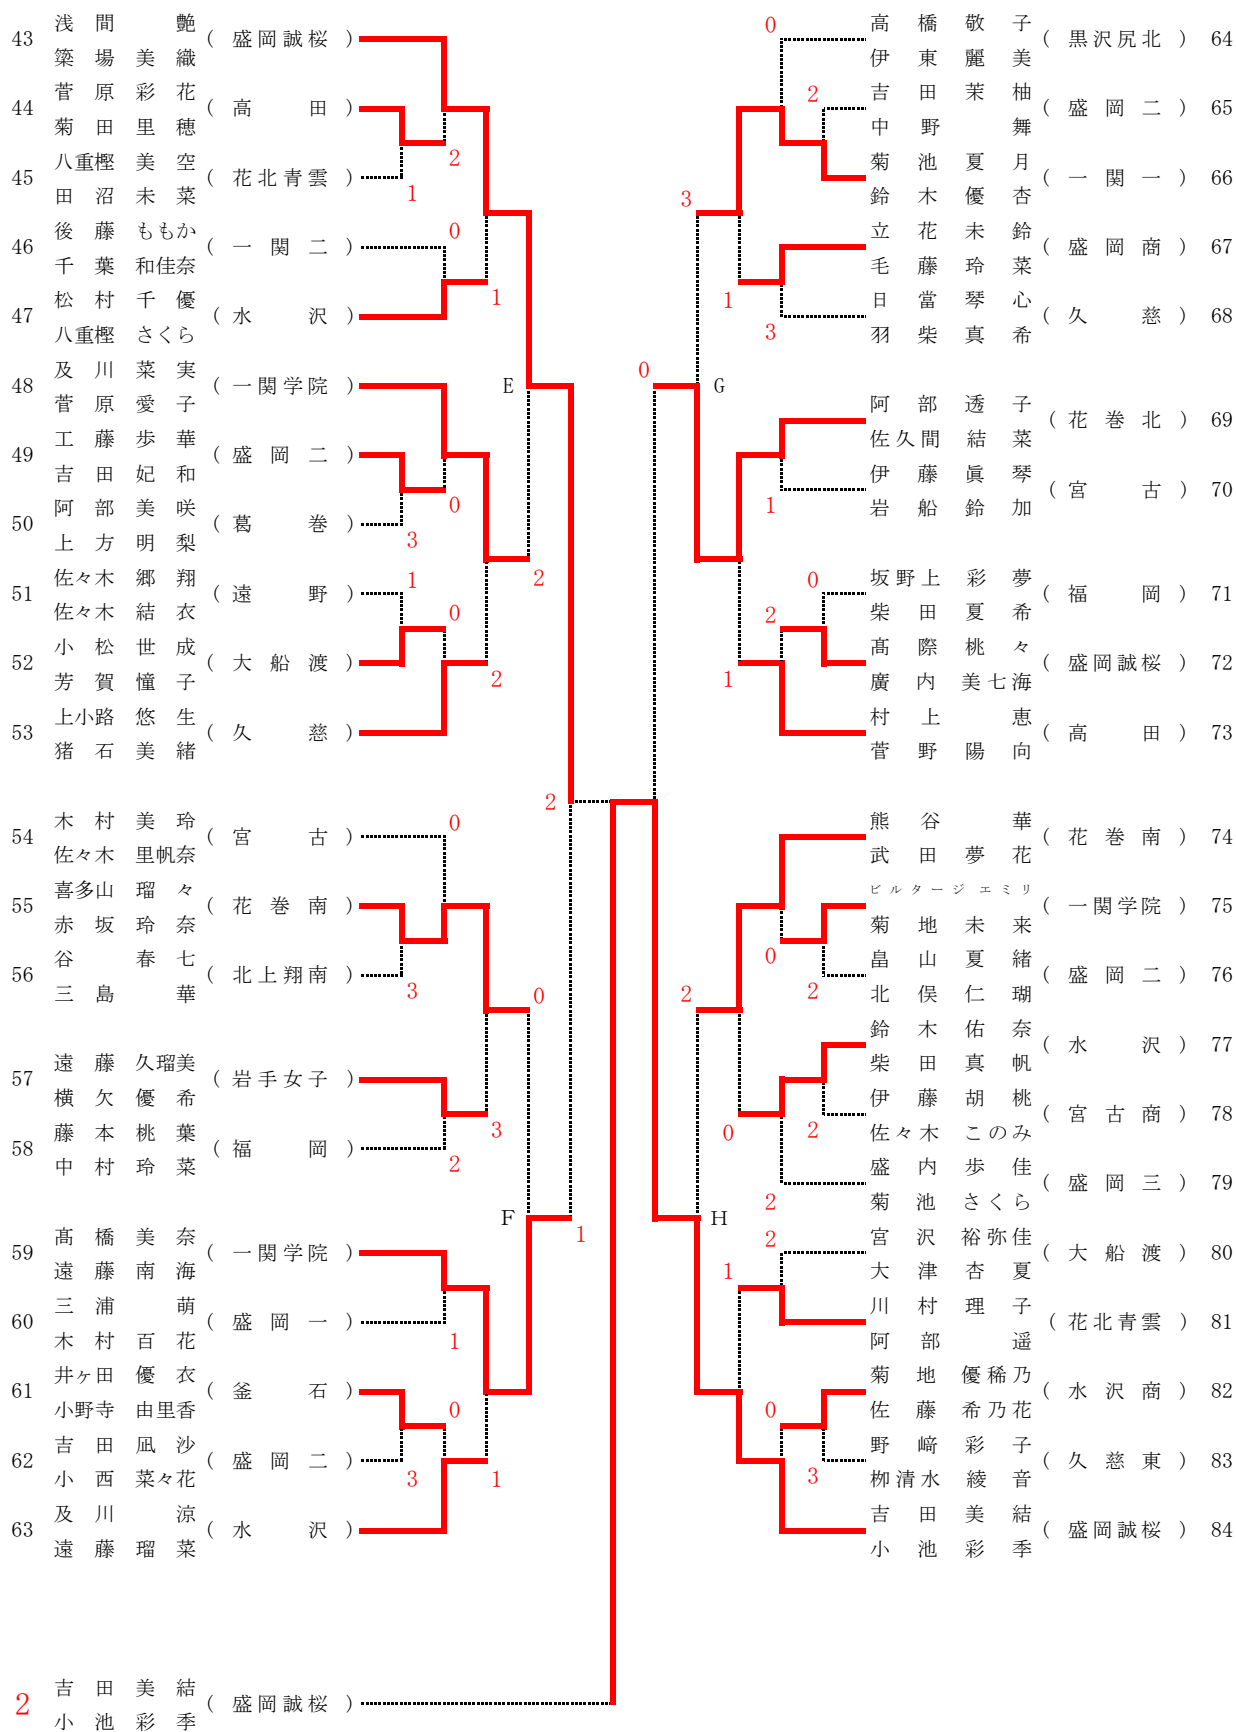 43 浅間 艶 築場美織 (盛岡誠桜)
44 菅原彩花 菊田里穂 (高田) 2
45 八重樫美空 田沼未菜 (花北青雲) 1
46 後藤ももか 千葉和佳奈 (一関二) 0
47 松村千優 八重樫さくら (水沢) 1
48 及川菜実 菅原愛子 (一関学院) E
49 工藤歩華 吉田妃和 (盛岡二) 0
50 阿部美咲 上方明梨 (葛巻) 3
2
51 佐々木郷翔 佐々木結衣 (遠野) 1
0
52 小松世成 芳賀憧子 (大船渡) 2
53 上小路悠生 猪石美緒 (久慈)
2
54 木村美玲 佐々木里帆奈 (宮古) 0
55 喜多山瑠々 赤坂玲奈 (花巻南)
56 谷春七 三島華 (北上翔南) 3
0
57 遠藤久瑠美 横欠優希 (岩手女子) 3
58 藤本桃葉 中村玲菜 (福岡) 2
F 1
59 髙橋美奈 遠藤南海 (一関学院)
60 三浦萌 木村百花 (盛岡一) 1
61 井ヶ田優衣 小野寺由里香 (釜石) 0
62 吉田凪沙 小西菜々花 (盛岡二) 3 1
63 及川涼 遠藤瑠菜 (水沢)
2 吉田美結 小池彩季 (盛岡誠桜)
0 高橋敬子 伊東麗美 (黒沢尻北) 64
2 吉田茉柚 中野舞 (盛岡二) 65
菊池夏月 鈴木優杏 (一関一) 66
3
立花未鈴 毛藤玲菜 (盛岡商) 67
1 3 日當琴心 羽柴真希 (久慈) 68
0 G
阿部透子 佐久間結菜 (花巻北) 69
1 伊藤眞琴 岩船鈴加 (宮古) 70
0 坂野上彩夢 柴田夏希 (福岡) 71
2 髙際桃々 廣内美七海 (盛岡誠桜) 72
1 村上恵 菅野陽向 (高田) 73
熊谷華 武田夢花 (花巻南) 74
ビルタージ エミリ 菊地未来 (一関学院) 75
0 2 畠山夏緒 北俣仁瑚 (盛岡二) 76
2
鈴木佑奈 柴田真帆 (水沢) 77
0 2 伊藤胡桃 佐々木このみ (宮古商) 78
2 盛内歩佳 菊池さくら (盛岡三) 79
H
2 宮沢裕弥佳 大津杏夏 (大船渡) 80
1 川村理子 阿部遥 (花北青雲) 81
0 菊地優稀乃 佐藤希乃花 (水沢商) 82
3 野﨑彩子 栁清水綾音 (久慈東) 83
吉田美結 小池彩季 (盛岡誠桜) 84